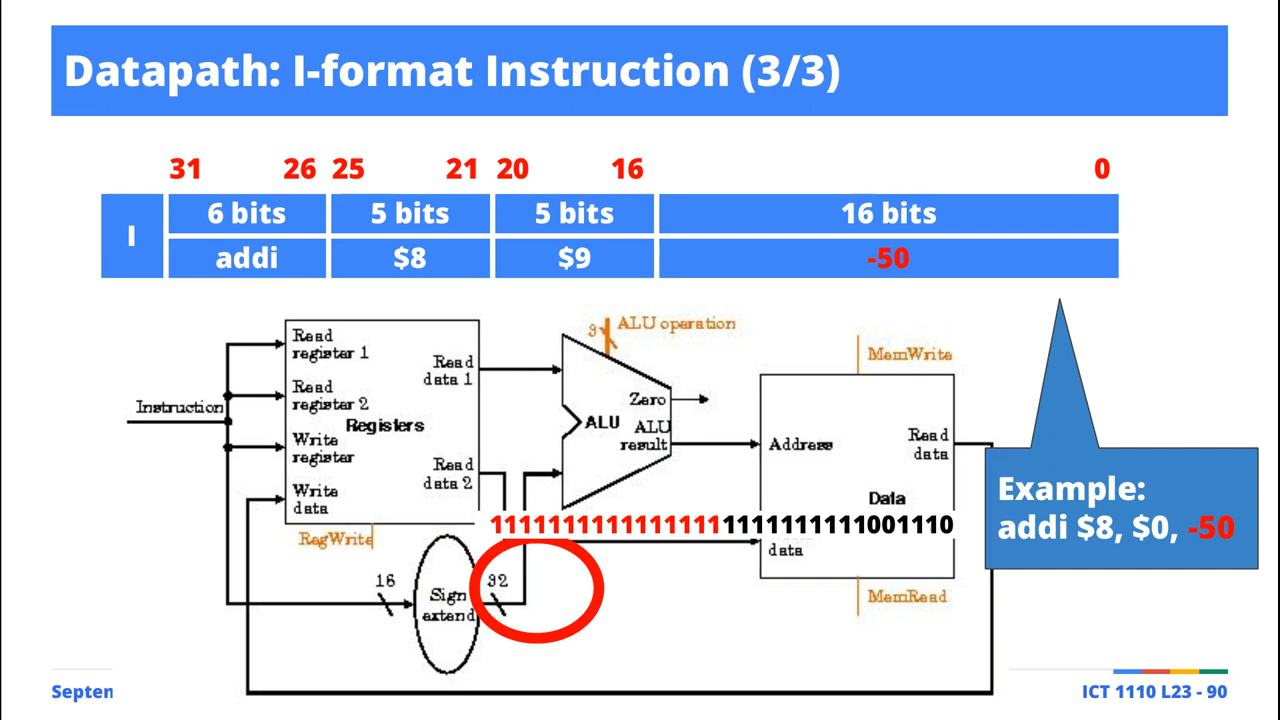 Datapath: I-format Instruction (3/3)
31 26 25 21 20 16 0
I
6 bits 5 bits 5 bits 16 bits
addi $8 $9 -50
Instruction
Read
register 1
Read
register 2
Write
register
Write
data
Registers
Read
data 1
Read
data 2
RegWrite
16
Sign
extend
32
3
ALU operation
Zero
ALU
ALU
result
MemWrite
Address
Read
data
Data
data
MemRead
11111111111111111111111111001110
Example:
addi $8, $0, -50
Septen
ICT 1110 L23 - 90